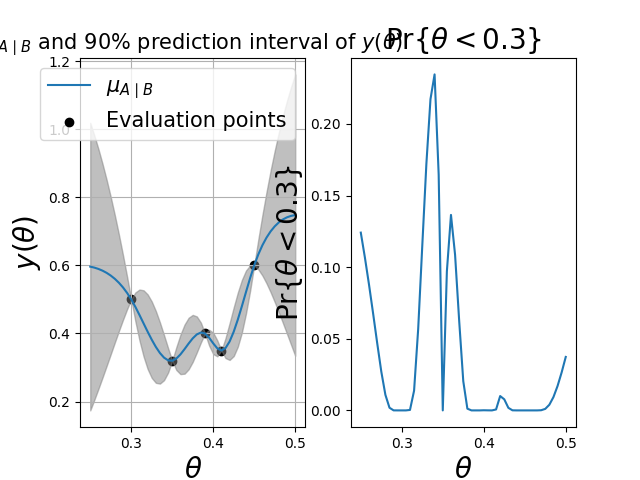 A | B and 90% prediction interval of y(θ)
Pr{θ < 0.3}
1.2
1.0
0.8
0.6
0.4
0.2
y(θ)
μA | B
Evaluation points
0.3
0.4
0.5
θ
Pr{θ < 0.3}
0.20
0.15
0.10
0.05
0.00
0.3
0.4
0.5
θ